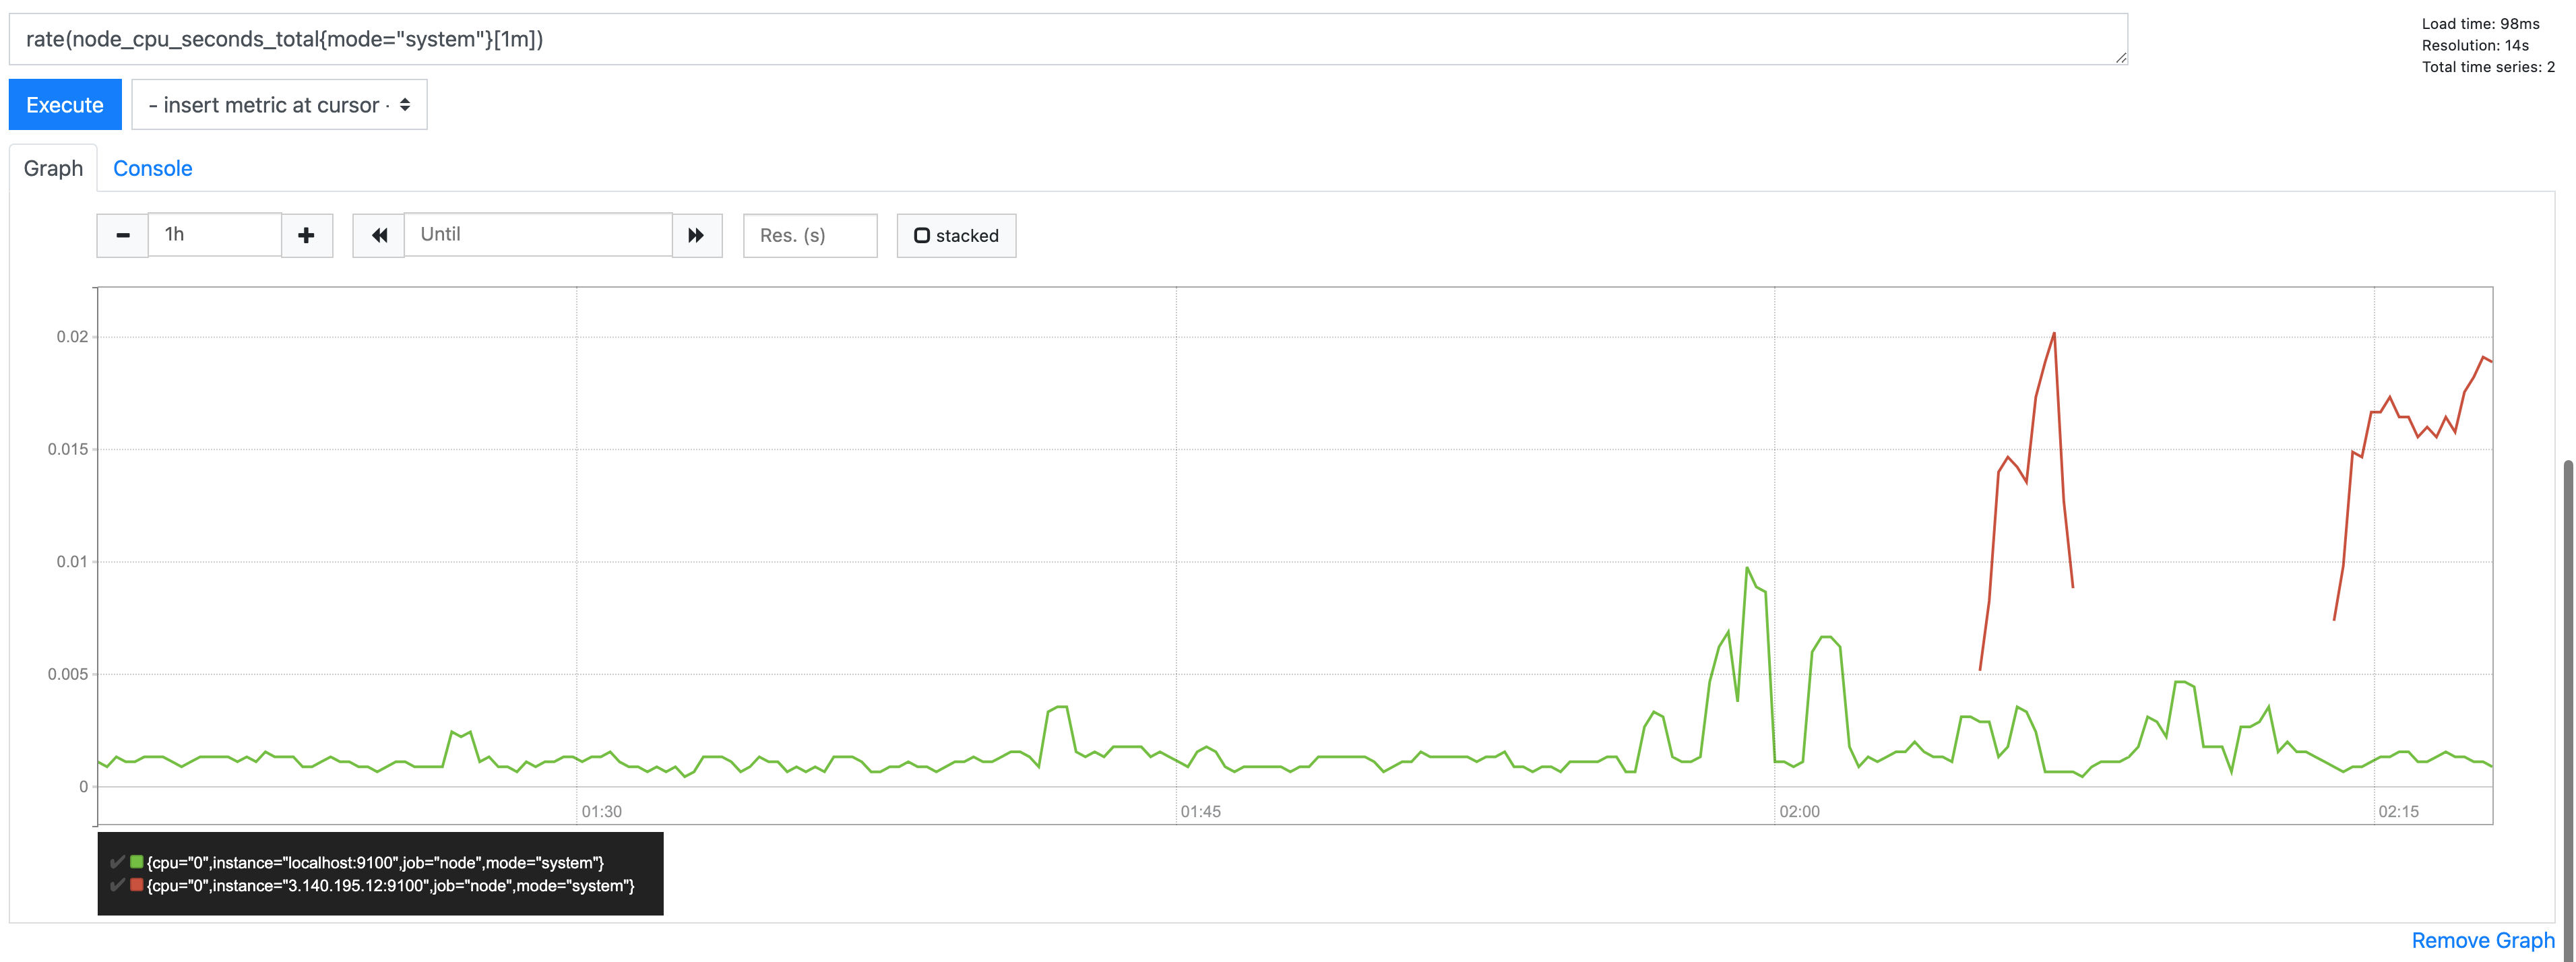 rate(node_cpu_seconds_total{mode="system"}[1m])
Load time: 98ms
Resolution: 14s
Total time series: 2
Execute
- insert metric at cursor ·
Graph
Console
1h
Until
Res. (s)
stacked
0.02
0.015
0.01
0.005
0
01:30
01:45
02:00
02:15
{cpu="0",instance="localhost:9100",job="node",mode="system"}
{cpu="0",instance="3.140.195.12:9100",job="node",mode="system"}
Remove Graph